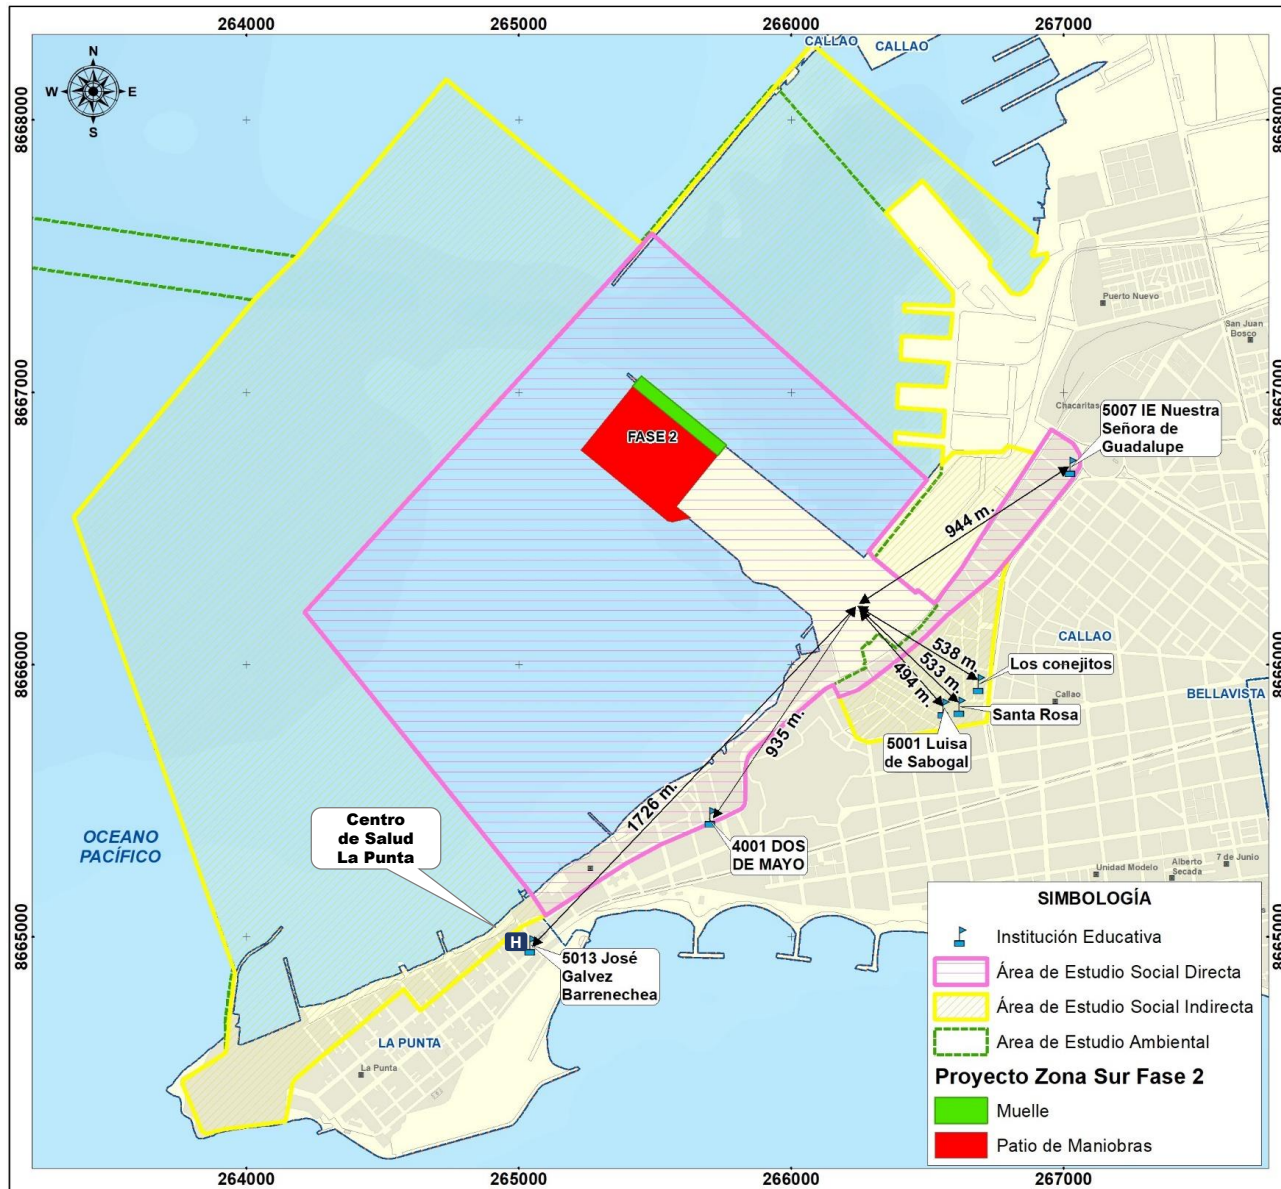 264000
265000
266000
267000
CALLAO
CALLAO
N
W
E
S
8668000
8668000
Puerto Nuevo
San Juan
Bosco
8667000
8667000
Chacaritas
5007 IE Nuestra
Señora de
Guadalupe
FASE 2
944 m.
CALLAO
8666000
8666000
538 m.
533 m.
494 m.
Los conejitos
BELLAVISTA
Callao
Santa Rosa
935 m.
5001 Luisa
de Sabogal
1726 m.
Centro
de Salud
La Punta
OCEANO
PACÍFICO
4001 DOS
DE MAYO
7 de Junio
Unidad Modelo
Alberto
Secada
8665000
8665000
H
5013 José
Galvez
Barrenechea
LA PUNTA
La Punta
SIMBOLOGÍA
Institución Educativa
Área de Estudio Social Directa
Área de Estudio Social Indirecta
Area de Estudio Ambiental
Proyecto Zona Sur Fase 2
Muelle
Patio de Maniobras
264000
265000
266000
267000